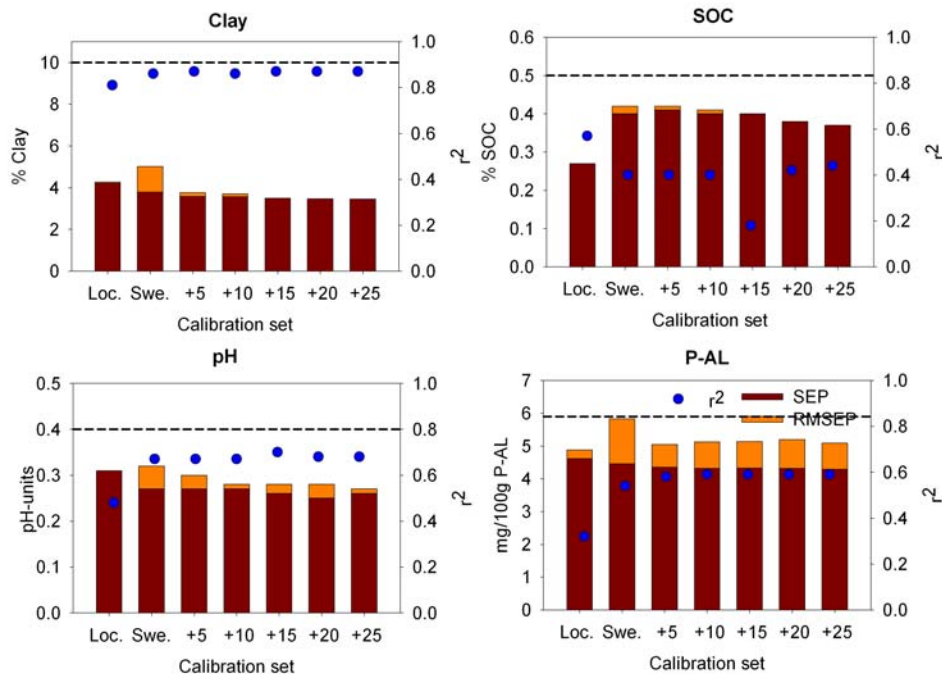 Clay
10
8
6
4
2
0
% Clay
1.0
0.8
0.6
0.4
0.2
0.0
r2
Loc. Swe. +5 +10 +15 +20 +25
Calibration set
SOC
0.6
0.5
0.4
0.3
0.2
0.1
0.0
% SOC
1.0
0.8
0.6
0.4
0.2
0.0
r2
Loc. Swe. +5 +10 +15 +20 +25
Calibration set
pH
0.5
0.4
0.3
0.2
0.1
0.0
pH-units
1.0
0.8
0.6
0.4
0.2
0.0
r2
Loc. Swe. +5 +10 +15 +20 +25
Calibration set
P-AL
7
6
5
4
3
2
1
0
mg/100g P-AL
r2
SEP
RMSEP
1.0
0.8
0.6
0.4
0.2
0.0
r2
Loc. Swe. +5 +10 +15 +20 +25
Calibration set